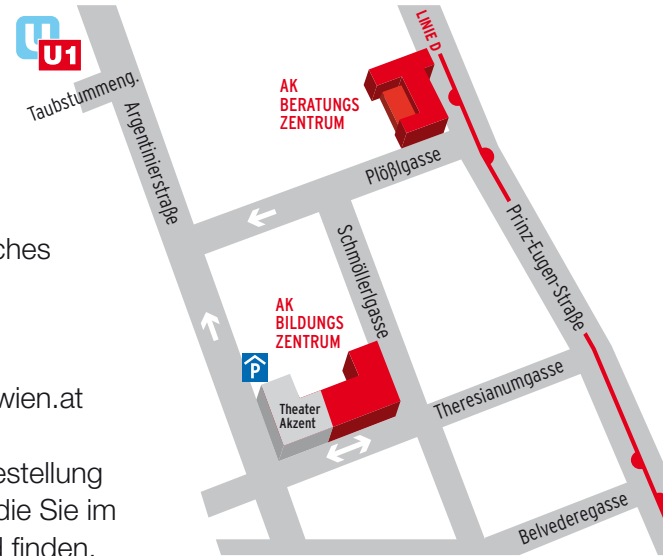 U1
LINIE D
Taubstummeng.
Argentinierstraße
AK
BERATUNGS
ZENTRUM
Plößlgasse
Prinz-Eugen-Straße
Schmöllerlgasse
ches
AK
BILDUNGS
ZENTRUM
P
wien.at
Theater
Akzent
Theresianumgasse
estellung
die Sie im
finden.
Belvederegasse